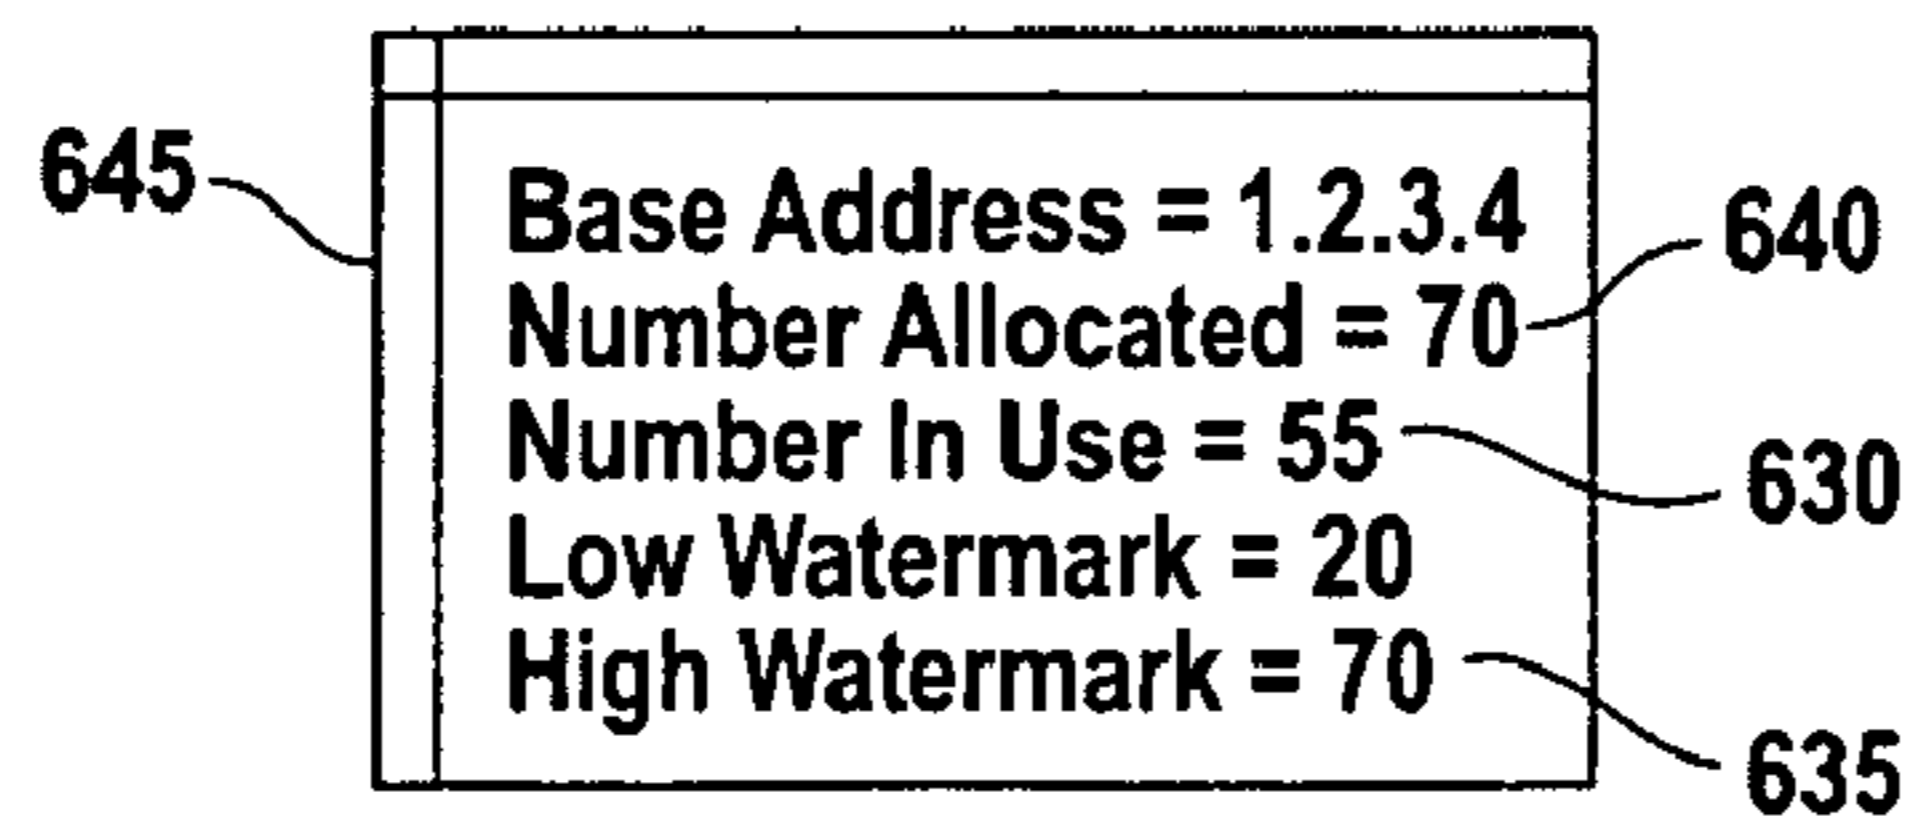 645
Base Address = 1.2.3.4
640
Number Allocated = 70
Number In Use = 55
630
Low Watermark = 20
High Watermark = 70
635